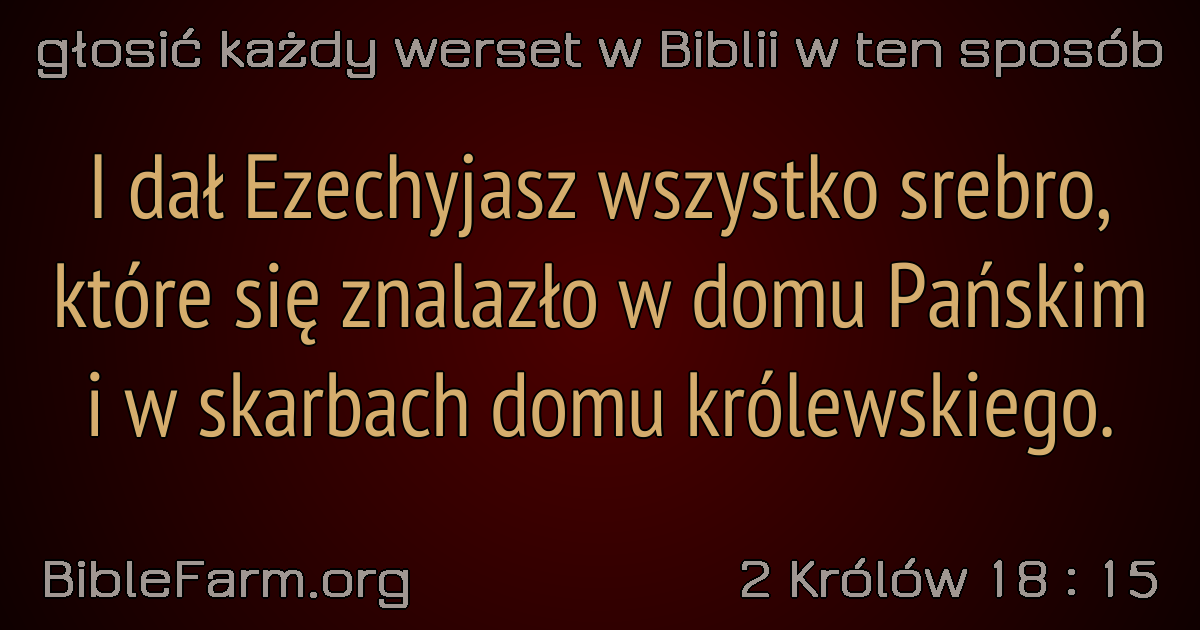 głosić każdy werset w Biblii w ten sposób
I dał Ezechyjasz wszystko srebro,
które się znalazło w domu Pańskim
i w skarbach domu królewskiego.
BibleFarm.org
2 Królów 18 : 15